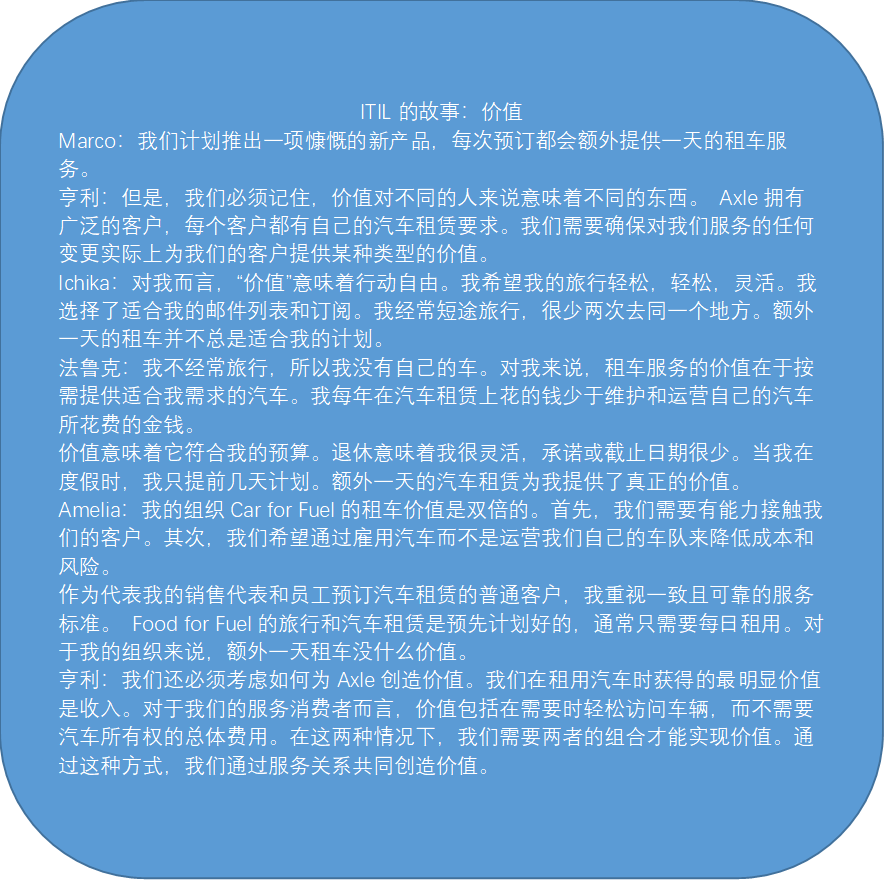 ITIL 的故事：价值
Marco：我们计划推出一项慷慨的新产品，每次预订都会额外提供一天的租车服
务。
亨利：但是，我们必须记住，价值对不同的人来说意味着不同的东西。 Axle 拥有
广泛的客户，每个客户都有自己的汽车租赁要求。我们需要确保对我们服务的任何
变更实际上为我们的客户提供某种类型的价值。
Ichika：对我而言，“价值”意味着行动自由。我希望我的旅行轻松，轻松，灵活。我
选择了适合我的邮件列表和订阅。我经常短途旅行，很少两次去同一个地方。额外
一天的租车并不总是适合我的计划。
法鲁克：我不经常旅行，所以我没有自己的车。对我来说，租车服务的价值在于按
需提供适合我需求的汽车。我每年在汽车租赁上花的钱少于维护和运营自己的汽车
所花费的金钱。
价值意味着它符合我的预算。退休意味着我很灵活，承诺或截止日期很少。当我在
度假时，我只提前几天计划。额外一天的汽车租赁为我提供了真正的价值。
Amelia：我的组织 Car for Fuel 的租车价值是双倍的。首先，我们需要有能力接触我
们的客户。其次，我们希望通过雇用汽车而不是运营我们自己的车队来降低成本和
风险。
作为代表我的销售代表和员工预订汽车租赁的普通客户，我重视一致且可靠的服务
标准。 Food for Fuel 的旅行和汽车租赁是预先计划好的，通常只需要每日租用。对
于我的组织来说，额外一天租车没什么价值。
亨利：我们还必须考虑如何为 Axle 创造价值。我们在租用汽车时获得的最明显价值
是收入。对于我们的服务消费者而言，价值包括在需要时轻松访问车辆，而不需要
汽车所有权的总体费用。在这两种情况下，我们需要两者的组合才能实现价值。通
过这种方式，我们通过服务关系共同创造价值。